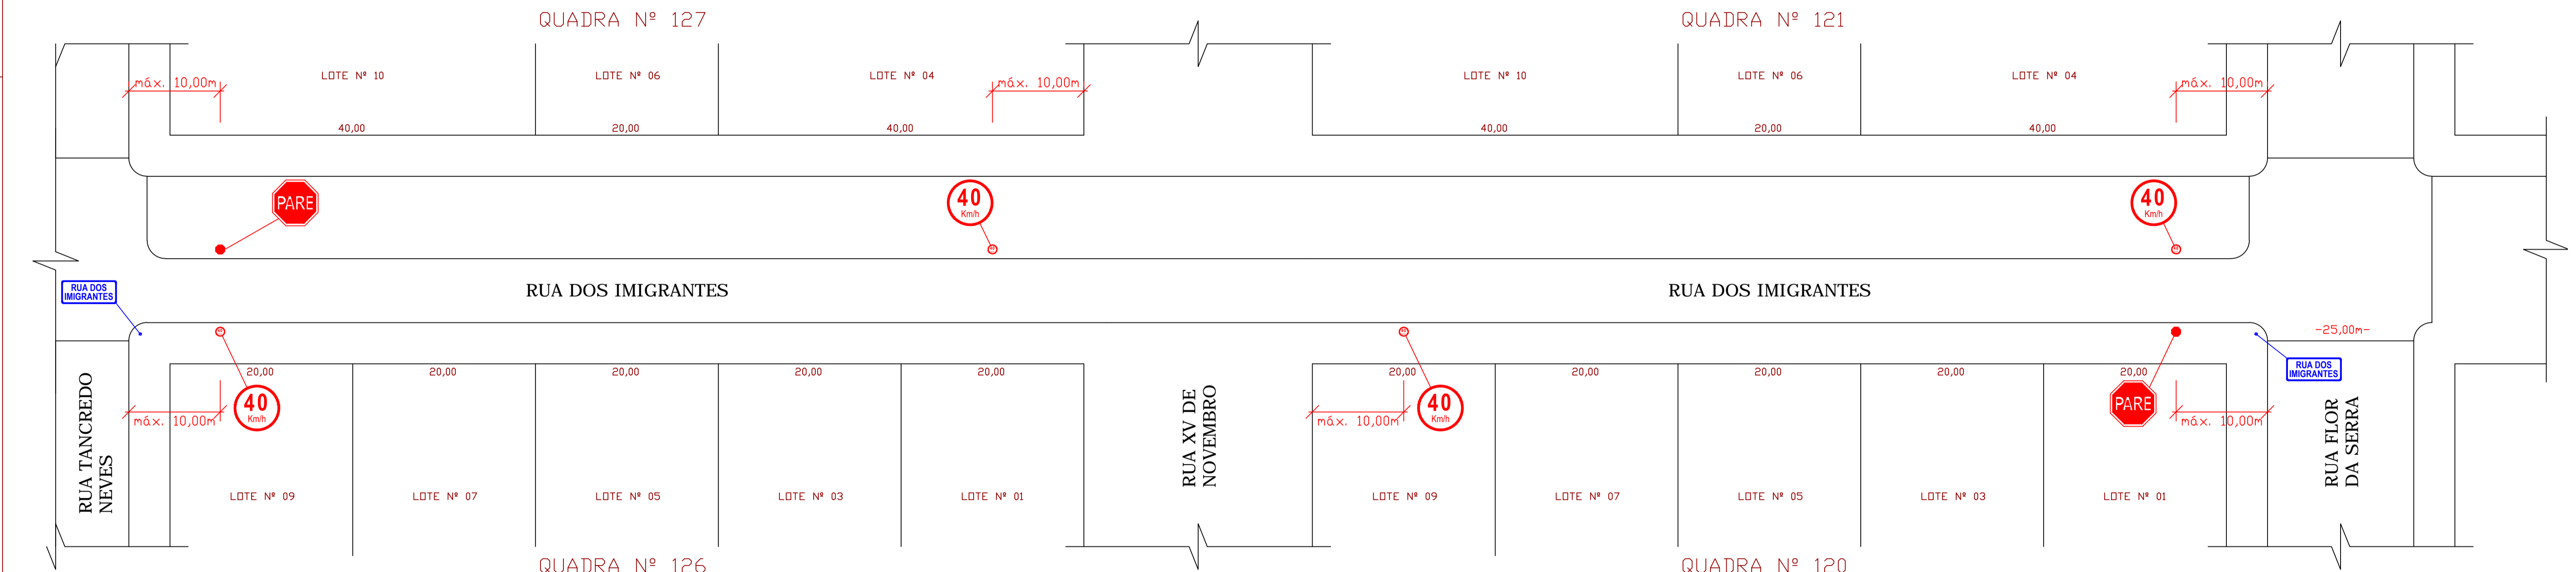 QUADRA Nº 127
QUADRA Nº 121
LOTE Nº 10
LOTE Nº 06
LOTE Nº 04
LOTE Nº 10
LOTE Nº 06
LOTE Nº 04
máx. 10,00m
máx. 10,00m
máx. 10,00m
40,00
20,00
40,00
40,00
20,00
40,00
PARE
40
Km/h
40
Km/h
RUA DOS
IMIGRANTES
RUA DOS IMIGRANTES
RUA DOS IMIGRANTES
-25,00m-
RUA DOS
IMIGRANTES
20,00
20,00
20,00
20,00
20,00
20,00
20,00
20,00
20,00
20,00
40
Km/h
40
Km/h
PARE
máx. 10,00m
máx. 10,00m
máx. 10,00m
RUA TANCREDO
NEVES
RUA XV DE
NOVEMBRO
RUA FLOR
DA SERRA
LOTE Nº 09
LOTE Nº 07
LOTE Nº 05
LOTE Nº 03
LOTE Nº 01
LOTE Nº 09
LOTE Nº 07
LOTE Nº 05
LOTE Nº 03
LOTE Nº 01
QUADRA Nº 126
QUADRA Nº 120